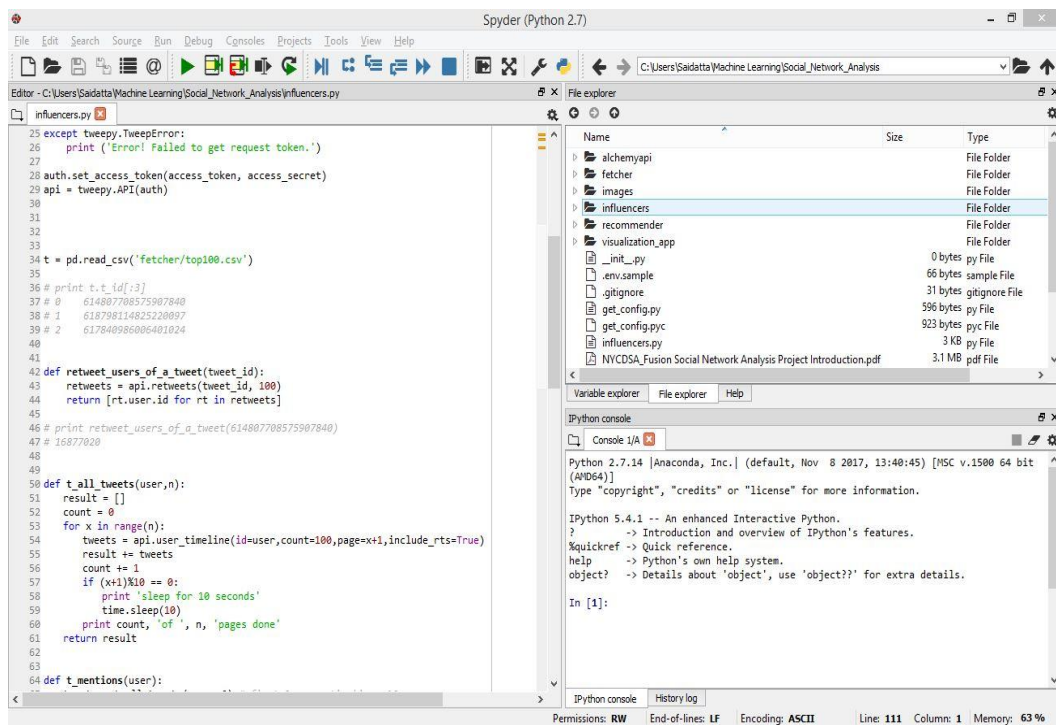 Spyder (Python 2.7)
File Edit Search Source Run Debug Consoles Projects Tools View Help
C:\Users\Saidatta\Machine Learning\Social_Network_Analysis
Editor - C:\Users\Saidatta\Machine Learning\Social_Network_Analysis\influencers.py
influencers.py
25 except tweepy.TweepError:
26     print ('Error! Failed to get request token.')
27
28 auth.set_access_token(access_token, access_secret)
29 api = tweepy.API(auth)
30
31
32
33
34 t = pd.read_csv('fetcher/top100.csv')
35
36 # print t.t_id[:3]
37 # 0    614807708575907840
38 # 1    618798114825220097
39 # 2    617840986006401024
40
41
42 def retweet_users_of_a_tweet(tweet_id):
43     retweets = api.retweets(tweet_id, 100)
44     return [rt.user.id for rt in retweets]
45
46 # print retweet_users_of_a_tweet(614807708575907840)
47 # 16877020
48
49
50 def t_all_tweets(user,n):
51     result = []
52     count = 0
53     for x in range(n):
54         tweets = api.user_timeline(id=user,count=100,page=x+1,include_rts=True)
55         result += tweets
56         count += 1
57         if (x+1)%10 == 0:
58             print 'sleep for 10 seconds'
59             time.sleep(10)
60         print count, 'of ', n, 'pages done'
61     return result
62
63
64 def t_mentions(user):
File explorer
Name Size Type
alchemyapi File Folder
fetcher File Folder
images File Folder
influencers File Folder
recommender File Folder
visualization_app File Folder
__init__.py 0 bytes py File
.env.sample 66 bytes sample File
.gitignore 31 bytes gitignore File
get_config.py 596 bytes py File
get_config.pyc 923 bytes pyc File
influencers.py 3 KB py File
NYCDSA_Fusion Social Network Analysis Project Introduction.pdf 3.1 MB pdf File
Variable explorer File explorer Help
IPython console
Console 1/A
Python 2.7.14 |Anaconda, Inc.| (default, Nov  8 2017, 13:40:45) [MSC v.1500 64 bit
(AMD64)]
Type "copyright", "credits" or "license" for more information.
IPython 5.4.1 -- An enhanced Interactive Python.
?         -> Introduction and overview of IPython's features.
%quickref -> Quick reference.
help      -> Python's own help system.
object?   -> Details about 'object', use 'object??' for extra details.
In [1]:
IPython console History log
Permissions: RW End-of-lines: LF Encoding: ASCII Line: 111 Column: 1 Memory: 63 %